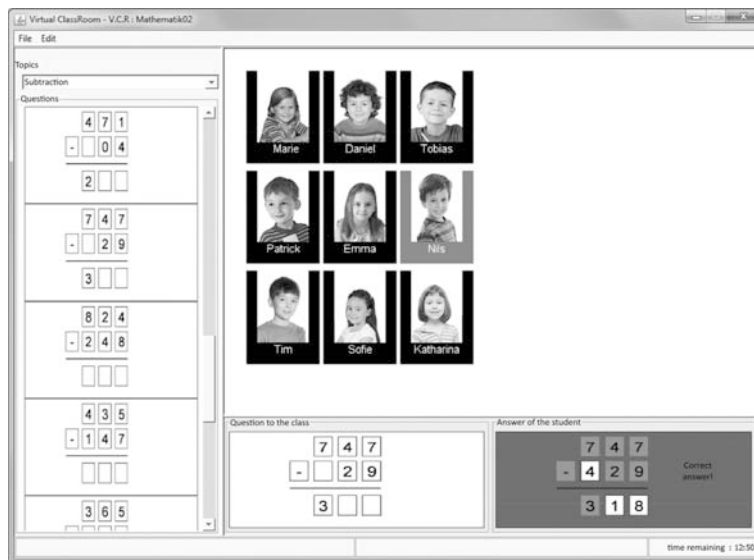 Virtual ClassRoom - V.C.R : Mathematik02
File Edit
Topics
Subtraction
Questions
4 7 1
- 0 4
2
7 4 7
- 2 9
3
8 2 4
- 2 4 8
4 3 5
- 1 4 7
3 6 5
Marie Daniel Tobias
Patrick Emma Nils
Tim Sofie Katharina
Question to the class
7 4 7
- 2 9
3
Answer of the student
7 4 7
- 4 2 9
3 1 8
Correct
answer!
time remaining : 12:50